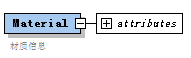 Material
attributes
材质信息